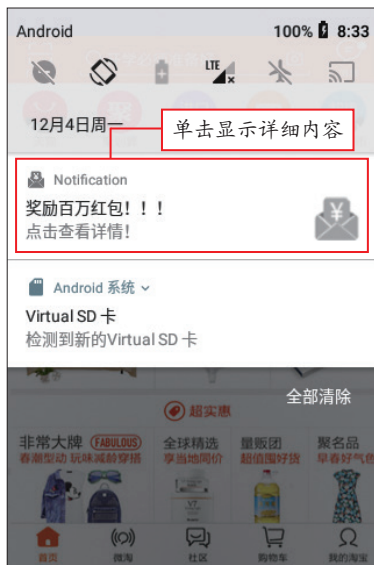 Android 100% 8:33
LTE
12月4日周一
单击显示详细内容
Notification
奖励百万红包！！！
点击查看详情！
Android 系统
Virtual SD 卡
检测到新的Virtual SD 卡
全部清除
超实惠
非常大牌 FABULOUS 全球精选 量贩团 聚名品
春潮型动 玩味减龄穿搭 享当地同价 超值囤好货 早春好气色
首页 微淘 社区 购物车 我的淘宝